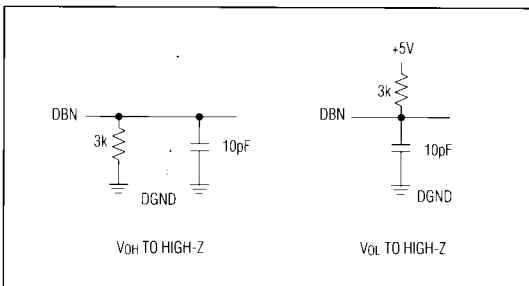 DBN
3k
10pF
DGND
VOH TO HIGH-Z
+5V
3k
DBN
10pF
DGND
VOL TO HIGH-Z